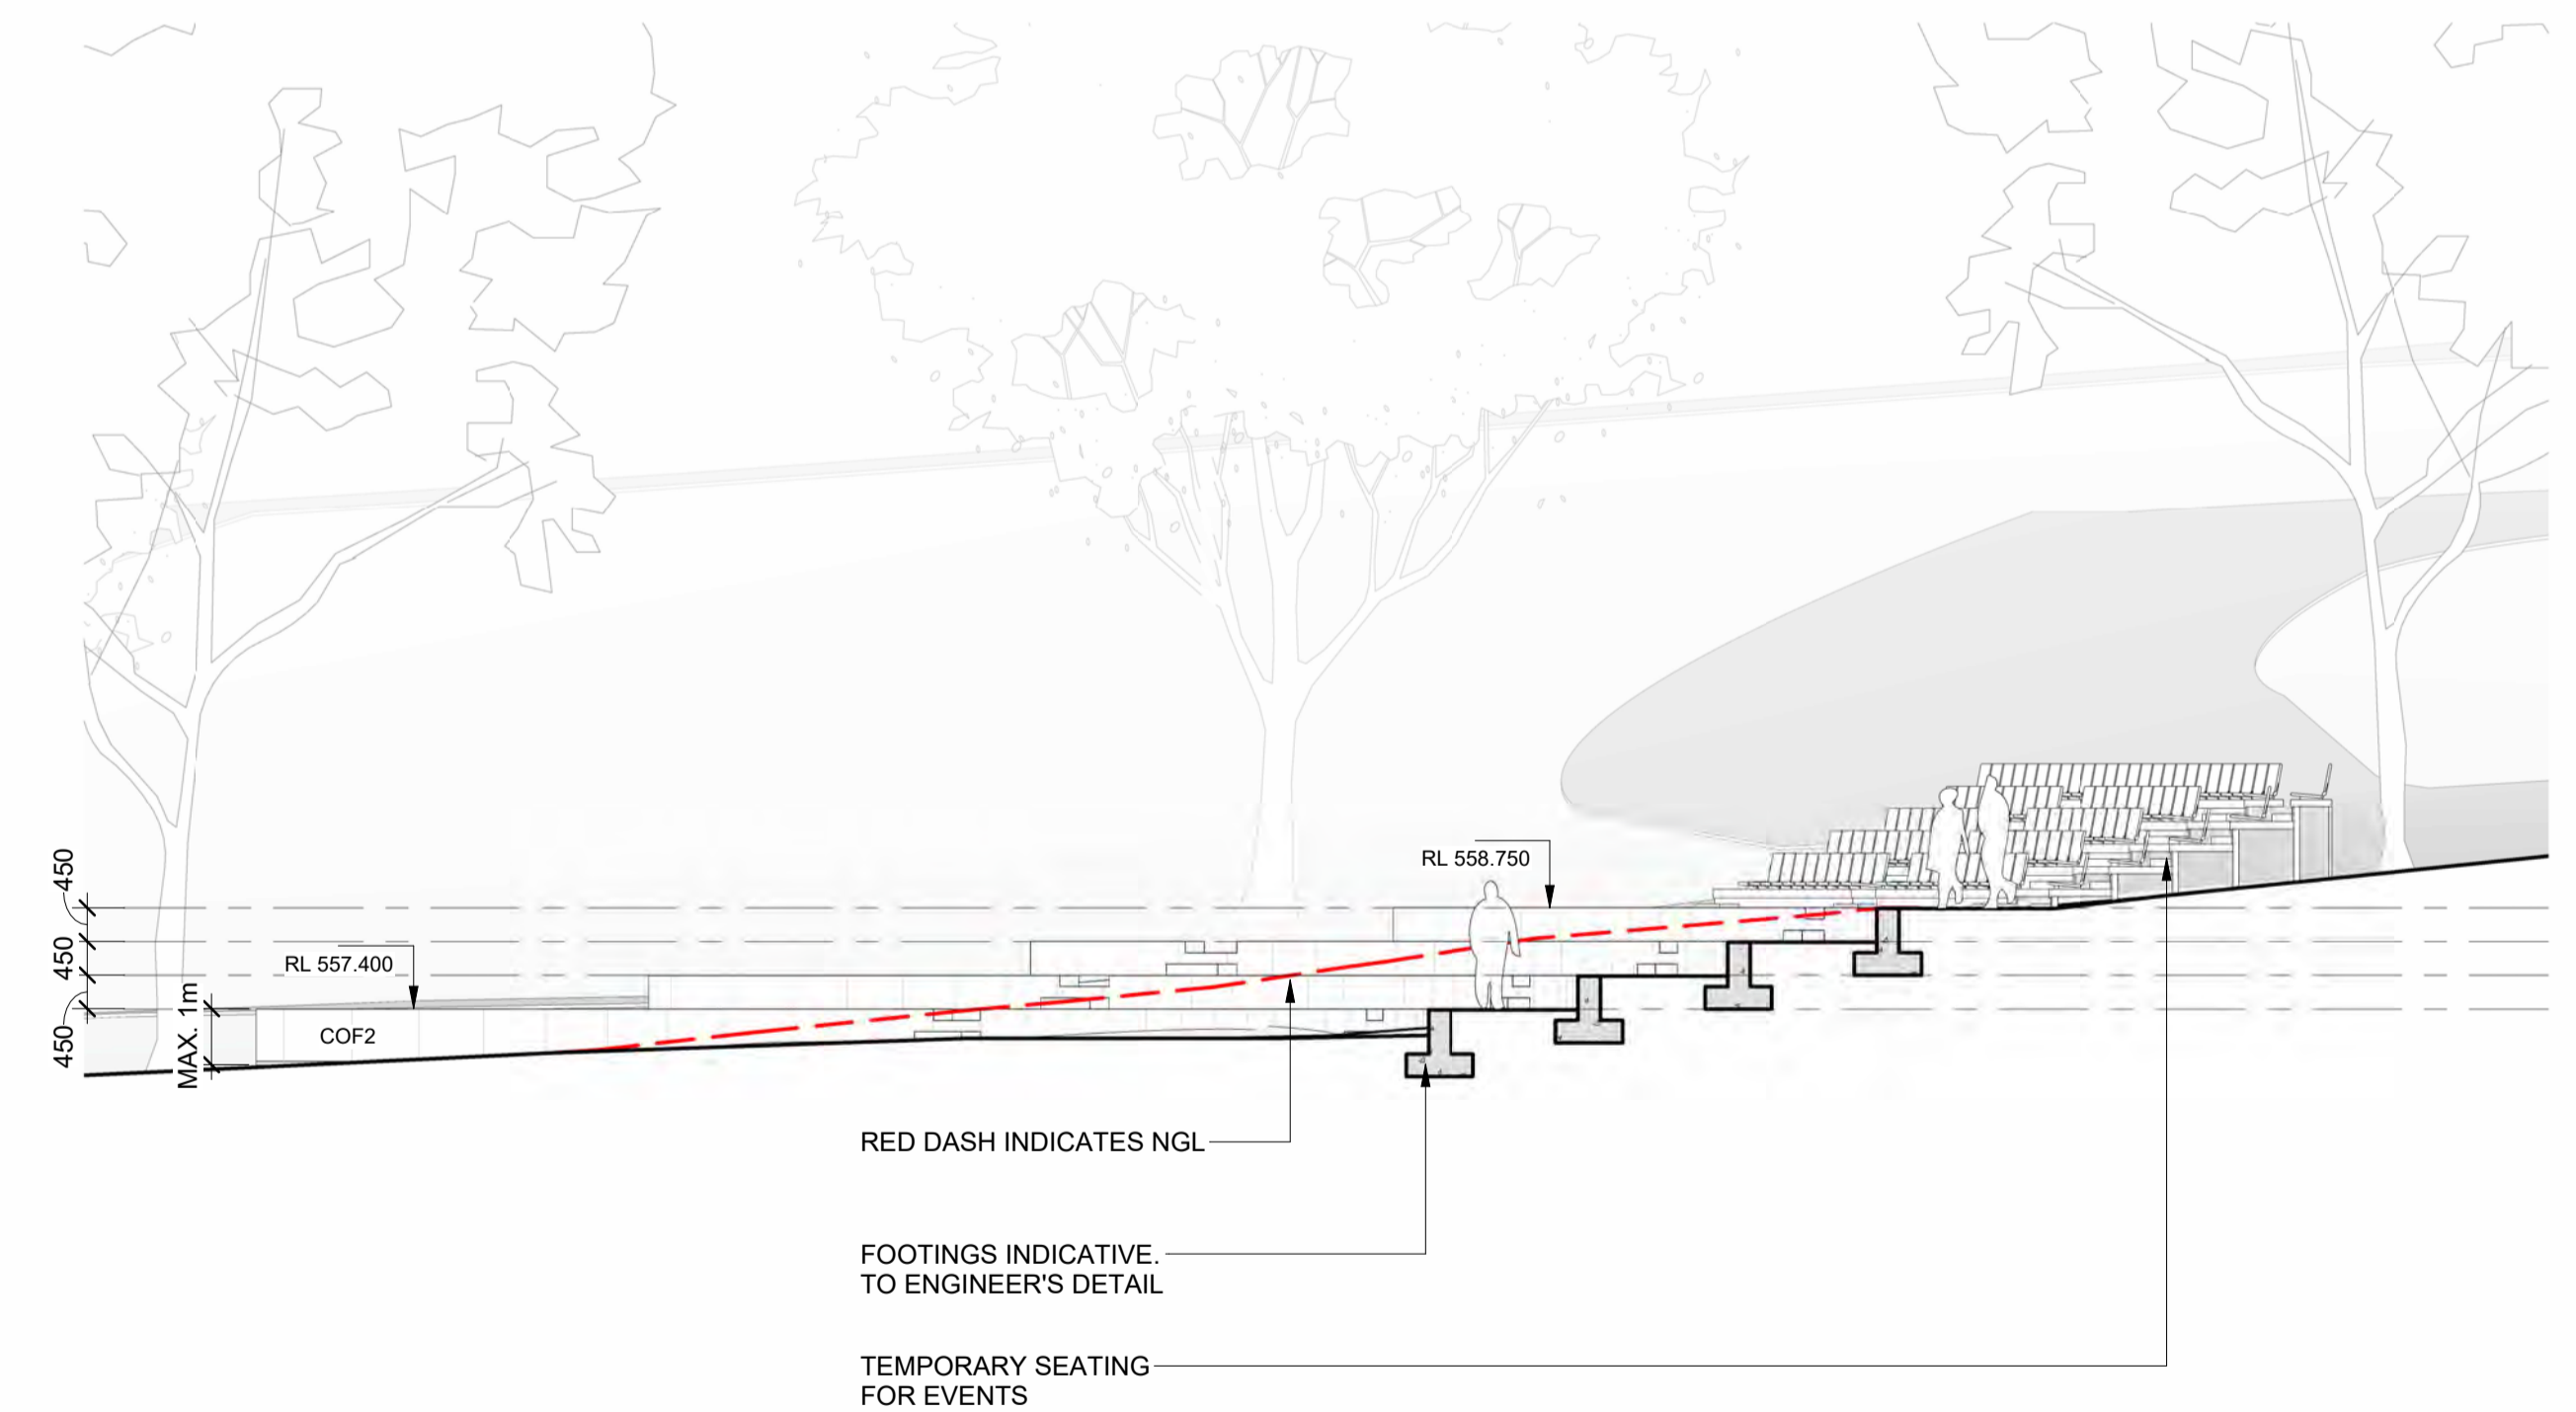 RL 558.750
450
450
450
RL 557.400
MAX. 1m
COF2
RED DASH INDICATES NGL
FOOTINGS INDICATIVE.
TO ENGINEER'S DETAIL
TEMPORARY SEATING
FOR EVENTS